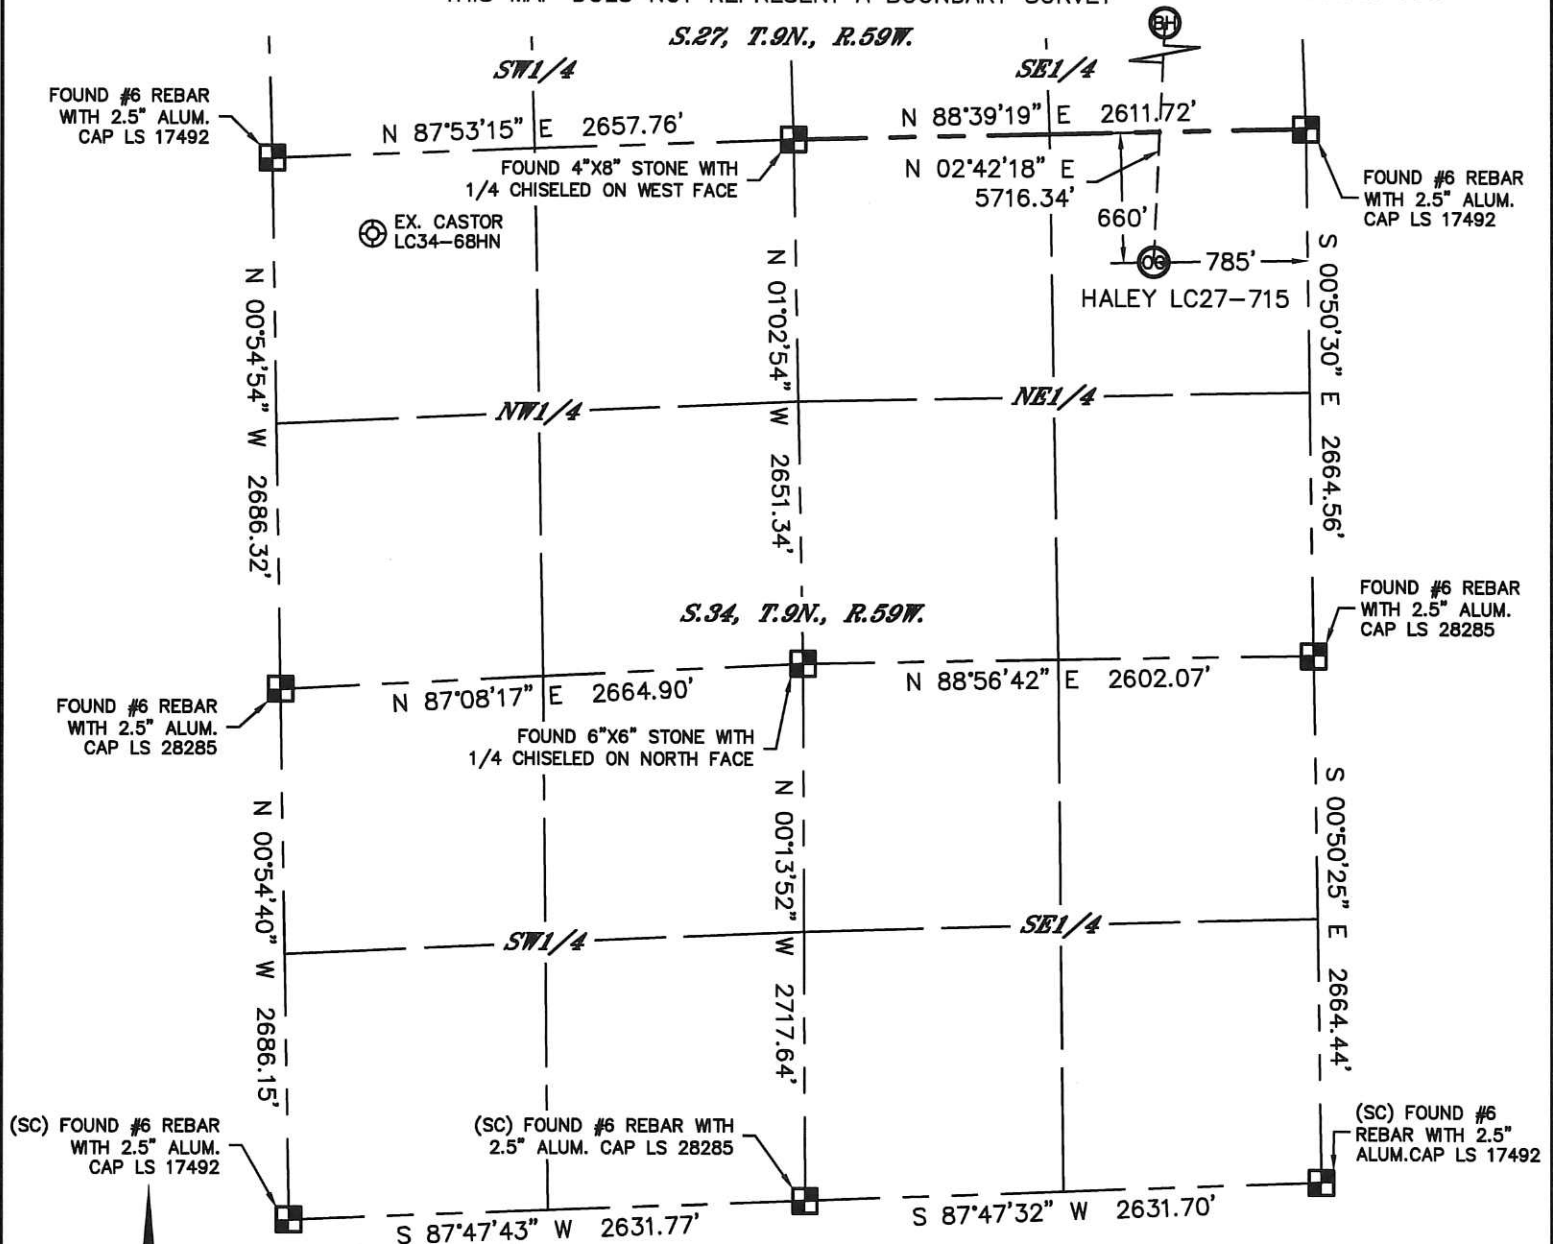 S.27, T.9N., R.59W.
BH
SW1/4
SE1/4
FOUND #6 REBAR
WITH 2.5" ALUM.
CAP LS 17492
N 87°53'15" E 2657.76'
N 88°39'19" E 2611.72'
FOUND 4"X8" STONE WITH
1/4 CHISELED ON WEST FACE
N 02°42'18" E
5716.34'
FOUND #6 REBAR
WITH 2.5" ALUM.
CAP LS 17492
EX. CASTOR
LC34-68HN
660'
OG
785'
HALEY LC27-715
N 00°54'54" W 2686.32'
N 01°02'54" W 2651.34'
S 00°50'30" E 2664.56'
NW1/4
NE1/4
S.34, T.9N., R.59W.
FOUND #6 REBAR
WITH 2.5" ALUM.
CAP LS 28285
N 87°08'17" E 2664.90'
N 88°56'42" E 2602.07'
FOUND #6 REBAR
WITH 2.5" ALUM.
CAP LS 28285
FOUND 6"X6" STONE WITH
1/4 CHISELED ON NORTH FACE
N 00°54'40" W 2686.15'
N 00°13'52" W 2717.64'
S 00°50'25" E 2664.44'
SW1/4
SE1/4
(SC) FOUND #6 REBAR
WITH 2.5" ALUM.
CAP LS 17492
(SC) FOUND #6 REBAR WITH
2.5" ALUM. CAP LS 28285
(SC) FOUND #6
REBAR WITH 2.5"
ALUM.CAP LS 17492
S 87°47'43" W 2631.77'
S 87°47'32" W 2631.70'